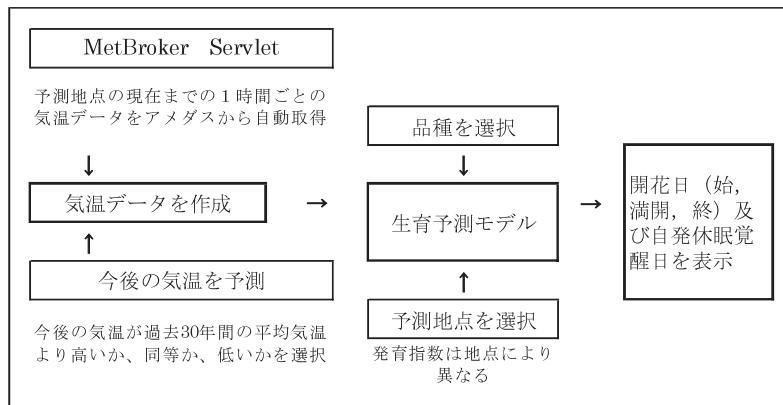 MetBroker Servlet
予測地点の現在までの１時間ごとの
気温データをアメダスから自動取得
↓
気温データを作成
↑
今後の気温を予測
今後の気温が過去30年間の平均気温
より高いか、同等か、低いかを選択
→
品種を選択
↓
生育予測モデル
↑
予測地点を選択
発育指数は地点により
異なる
→
開花日（始，
満開，終）及
び自発休眠覚
醒日を表示